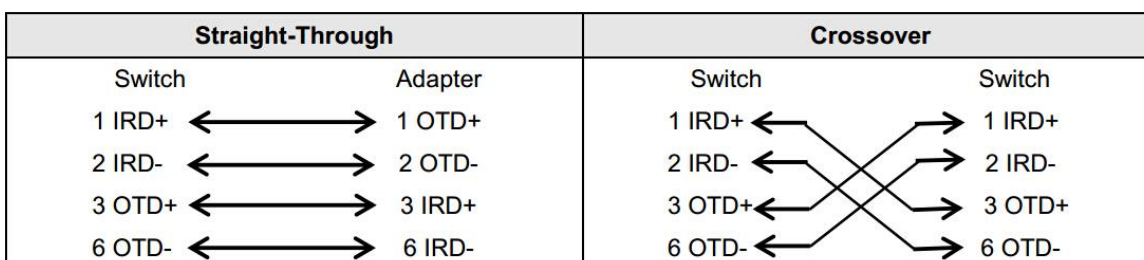 Straight-Through Crossover
Switch Adapter Switch Switch
1 IRD+ 1 OTD+ 1 IRD+ 1 IRD+
2 IRD- 2 OTD- 2 IRD- 2 IRD-
3 OTD+ 3 IRD+ 3 OTD+ 3 OTD+
6 OTD- 6 IRD- 6 OTD- 6 OTD-